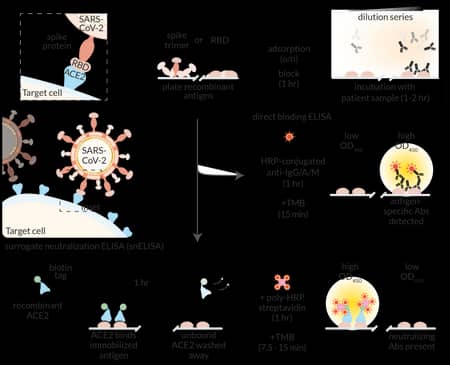 SARS-
CoV-2
spike
protein
RBD
ACE2
Target cell
spike
trimer
or
RBD
plate recombinant
antigens
adsorption
(o/n)
block
(1 hr)
dilution series
incubation with
patient sample (1-2 hr)
direct binding ELISA
HRP-conjugated
anti-IgG/A/M
(1 hr)
+TMB
(15 min)
low
OD450
high
OD450
antigen-
specific Abs
detected
SARS-
CoV-2
Target cell
surrogate neutralization ELISA (snELISA)
biotin
tag
recombinant
ACE2
1 hr
ACE2 binds
immobilized
antigen
unbound
ACE2 washed
away
+ poly-HRP
streptavidin
(1 hr)
+TMB
(7.5 - 15 min)
high
OD450
low
OD450
neutralizing
Abs present